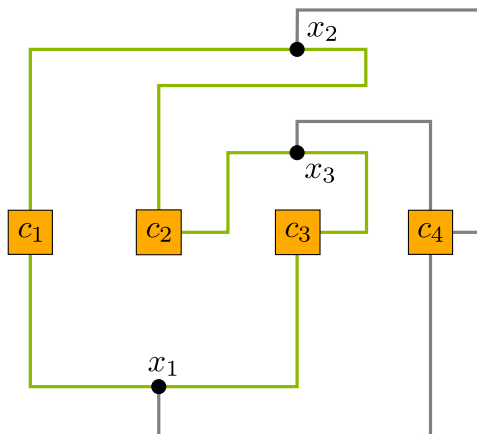 x₂
x₃
c₁ c₂ c₃ c₄
x₁